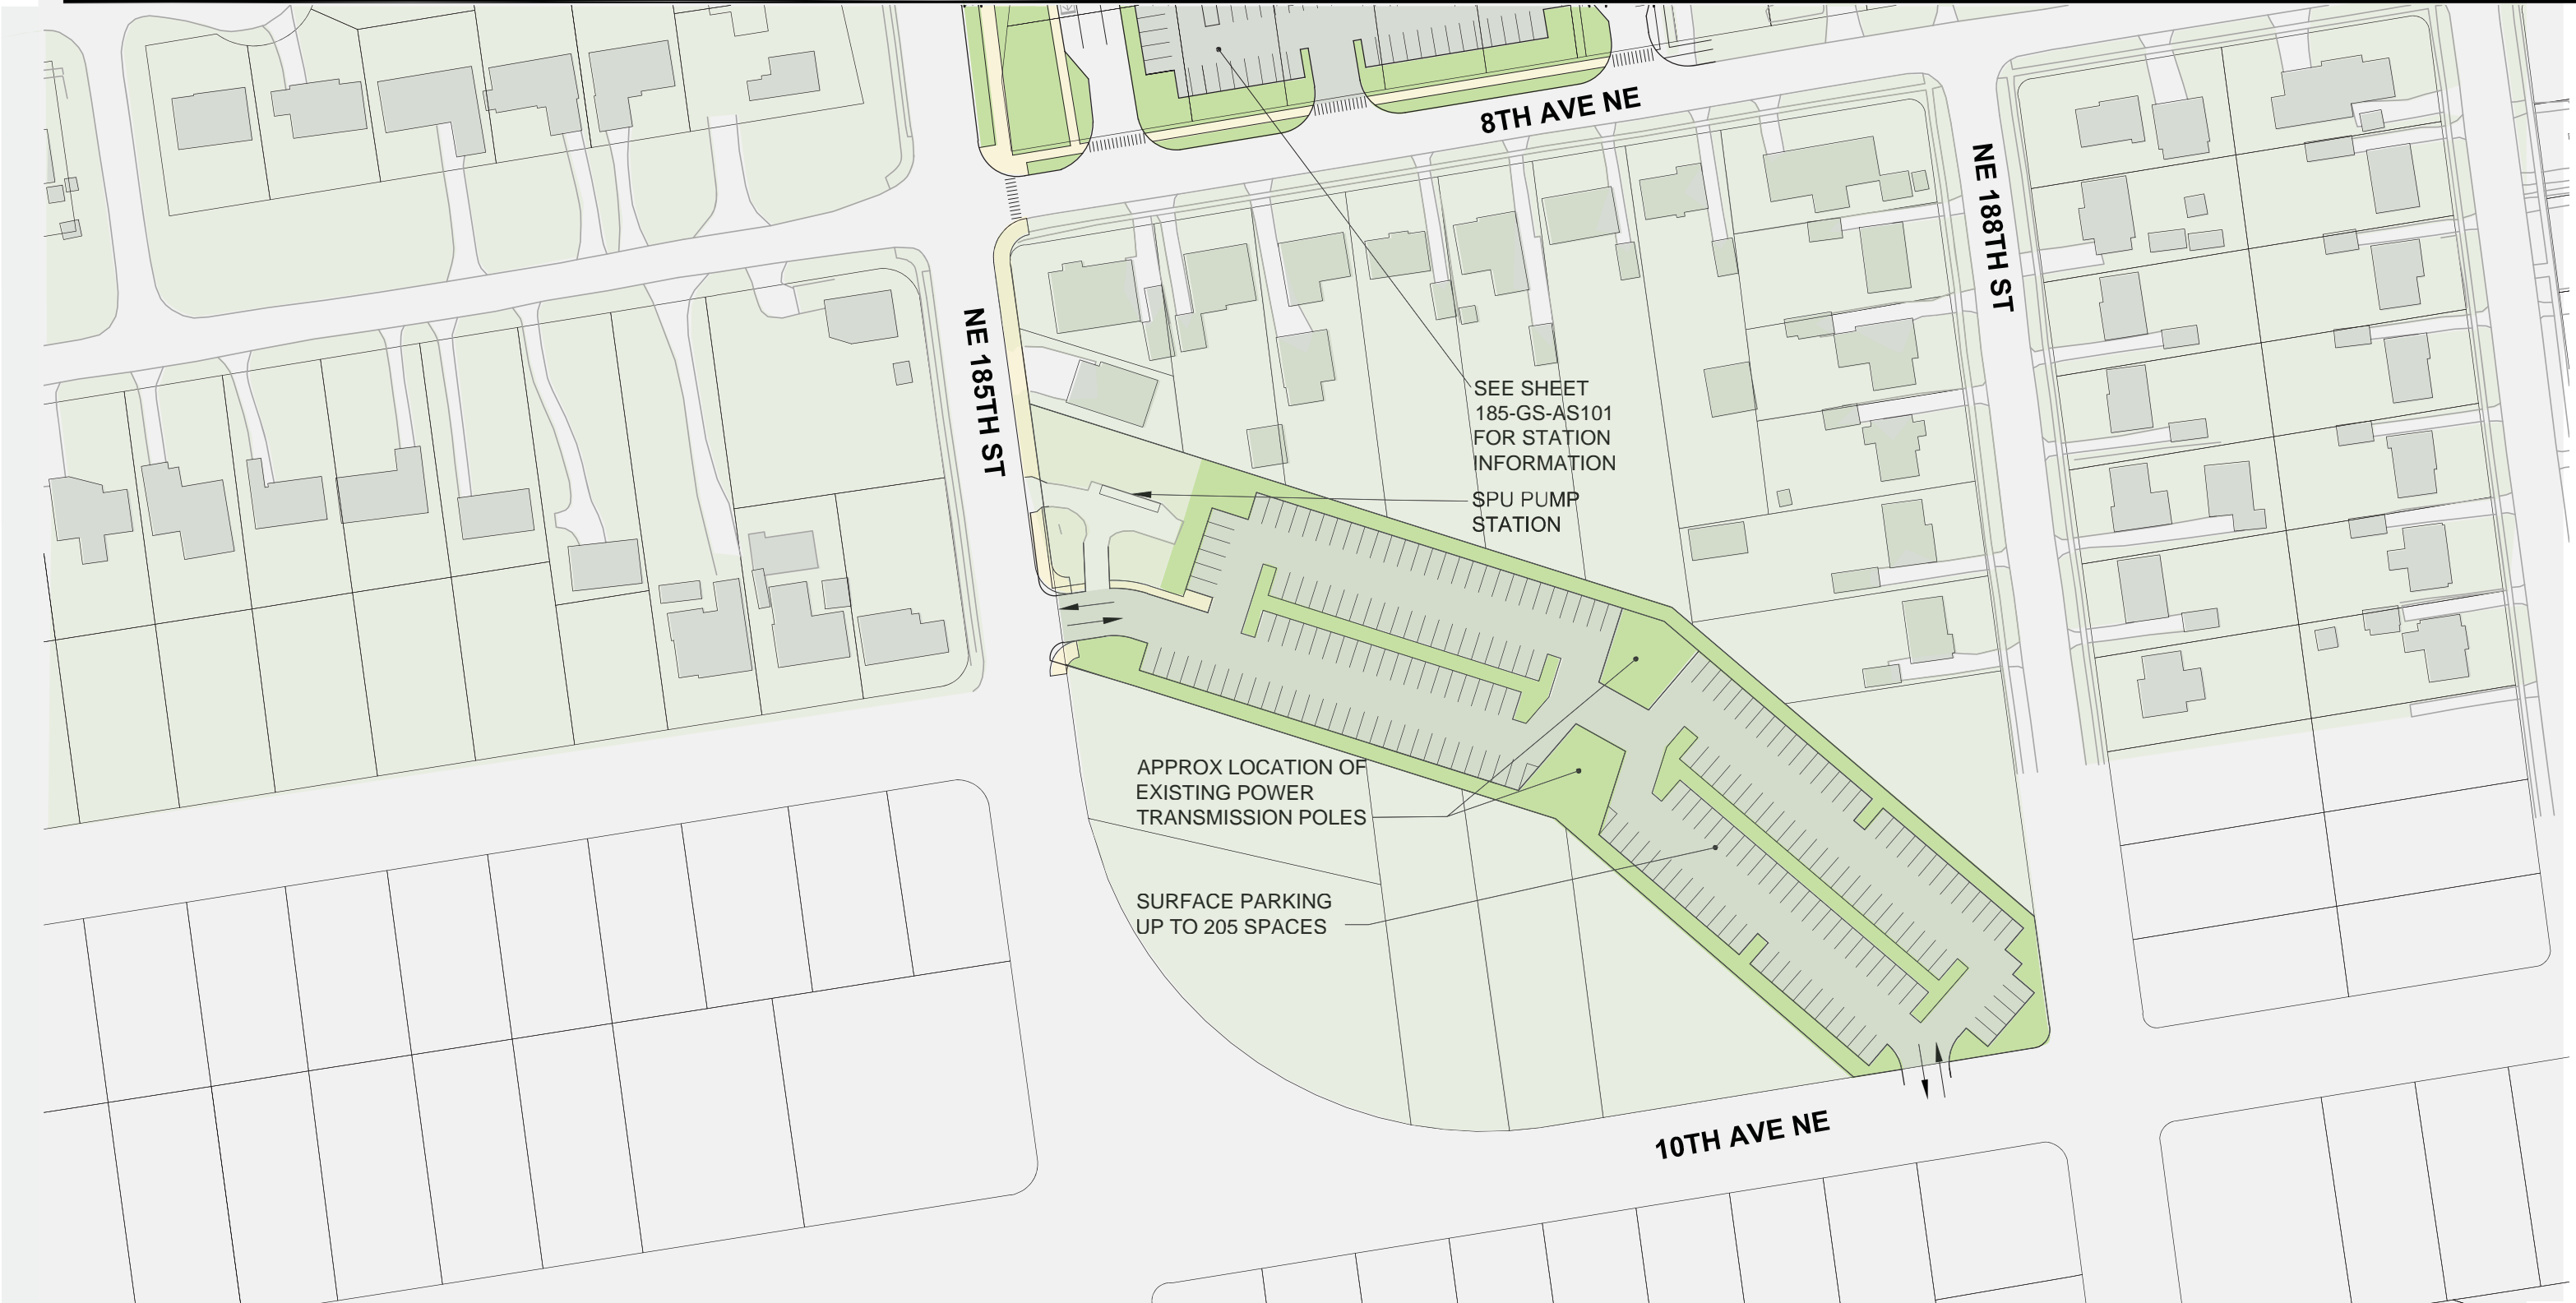 8TH AVE NE
NE 188TH ST
NE 185TH ST
SEE SHEET
185-GS-AS101
FOR STATION
INFORMATION
SPU PUMP
STATION
APPROX LOCATION OF
EXISTING POWER
TRANSMISSION POLES
SURFACE PARKING
UP TO 205 SPACES
10TH AVE NE